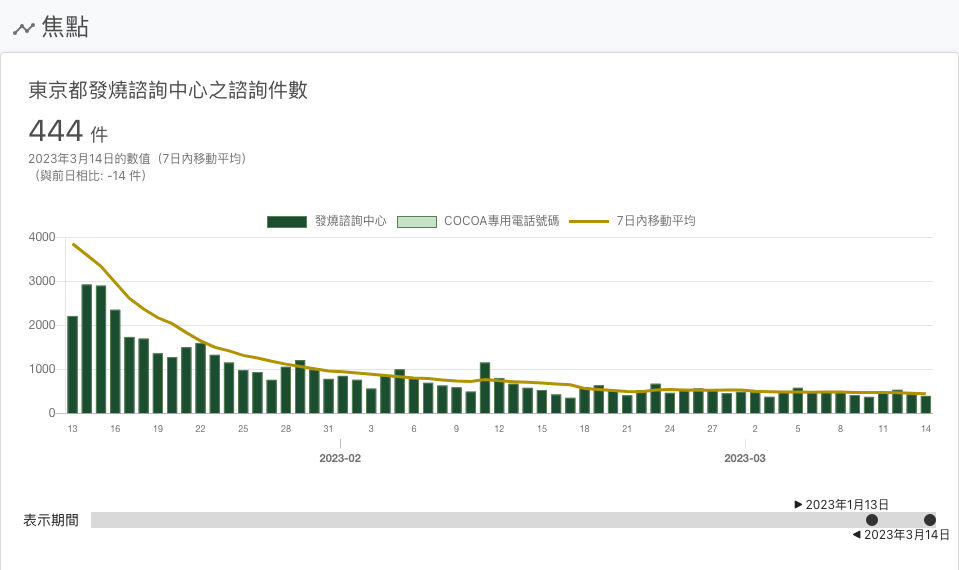 焦點
東京都發燒諮詢中心之諮詢件數
444 件
2023年3月14日的數值（7日內移動平均）
（與前日相比: -14 件）
發燒諮詢中心 COCOA專用電話號碼 7日內移動平均
4000
3000
2000
1000
0
13 16 19 22 25 28 31 3 6 9 12 15 18 21 24 27 2 5 8 11 14
2023-02 2023-03
2023年1月13日
表示期間
2023年3月14日